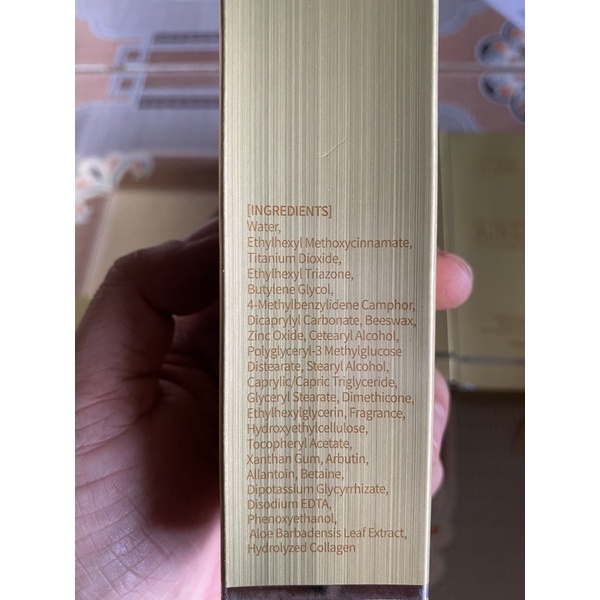 [INGREDIENTS]
Water,
Ethylhexyl Methoxycinnamate,
Titanium Dioxide,
Ethylhexyl Triazone,
Butylene Glycol,
4-Methylbenzylidene Camphor,
Dicaprylyl Carbonate, Beeswax,
Zinc Oxide, Cetearyl Alcohol,
Polyglyceryl-3 Methylglucose
Distearate, Stearyl Alcohol,
Caprylic/Capric Triglyceride,
Glyceryl Stearate, Dimethicone,
Ethylhexylglycerin, Fragrance,
Hydroxyethylcellulose,
Tocopheryl Acetate,
Xanthan Gum, Arbutin,
Allantoin, Betaine,
Dipotassium Glycyrrhizate,
Disodium EDTA,
Phenoxyethanol,
Aloe Barbadensis Leaf Extract,
Hydrolyzed Collagen